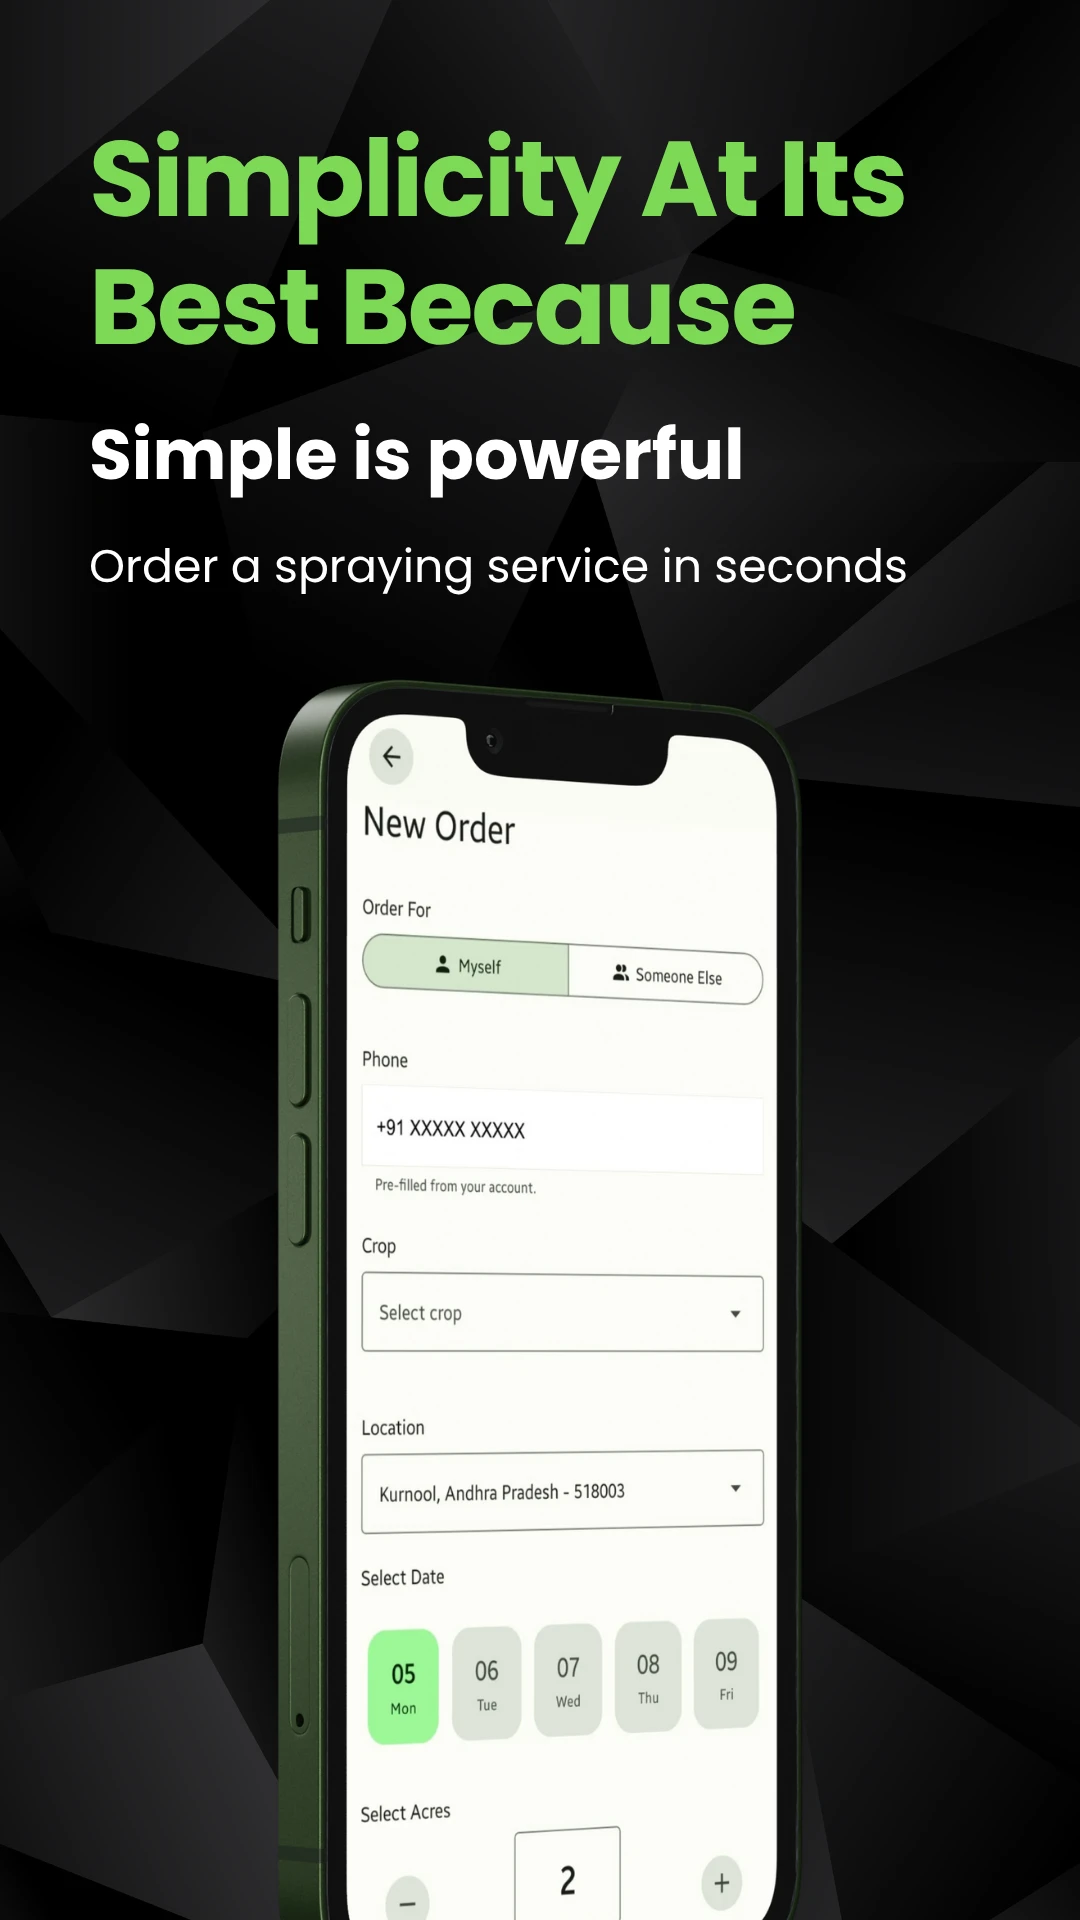 Simplicity At Its
Best Because
Simple is powerful
Order a spraying service in seconds
New Order
Order For
Myself
Someone Else
Phone
+91 XXXXX XXXXX
Pre-filled from your account.
Crop
Select crop
Location
Kurnool, Andhra Pradesh - 518003
Select Date
05 06 07 08 09
Mon Tue Wed Thu Fri
Select Acres
− 2 +